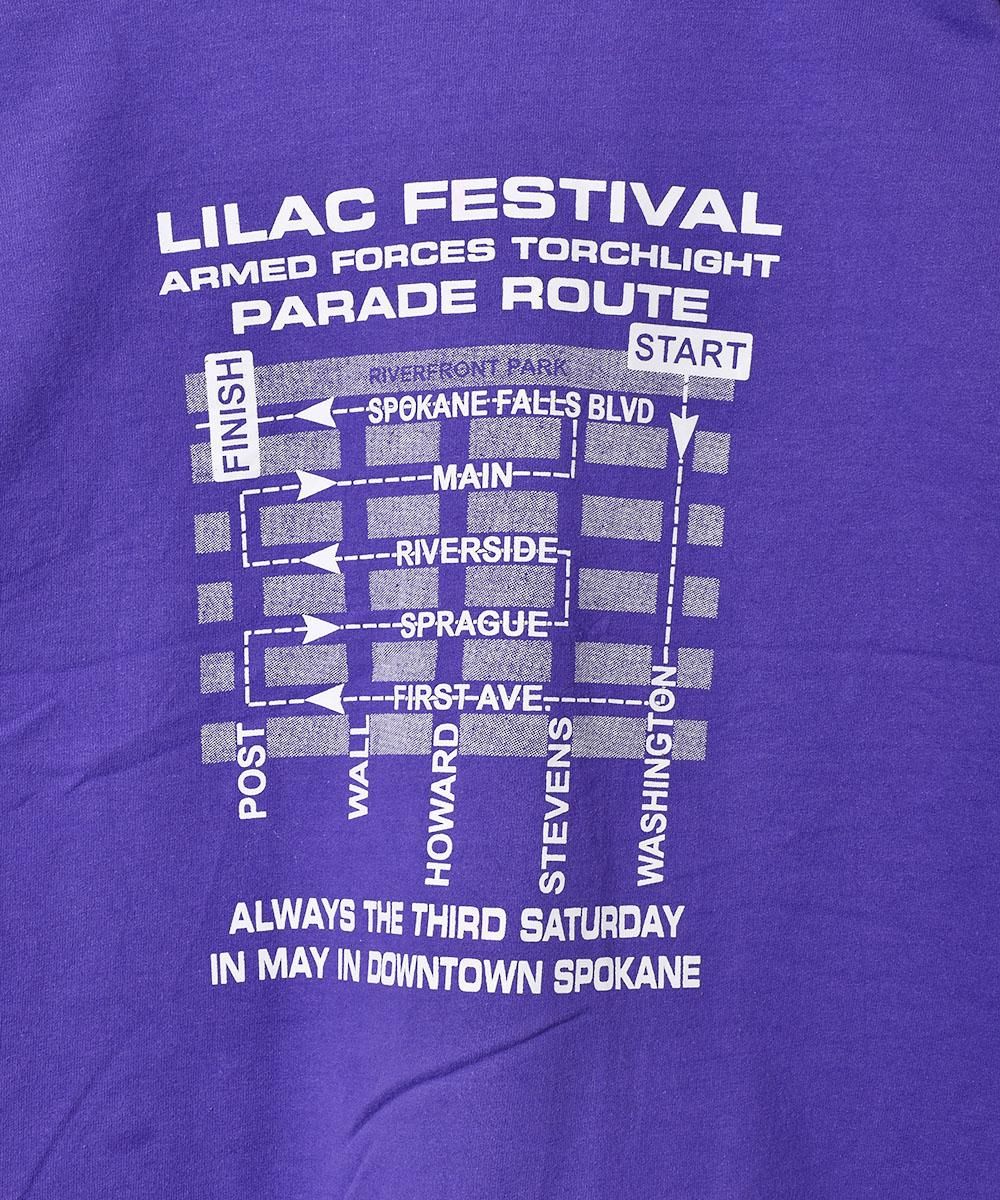 LILAC FESTIVAL
ARMED FORCES TORCHLIGHT
PARADE ROUTE
START
FINISH
RIVERFRONT PARK
SPOKANE FALLS BLVD
MAIN
RIVERSIDE
SPRAGUE
FIRST AVE.
POST
WALL
HOWARD
STEVENS
WASHINGTON
ALWAYS THE THIRD SATURDAY
IN MAY IN DOWNTOWN SPOKANE